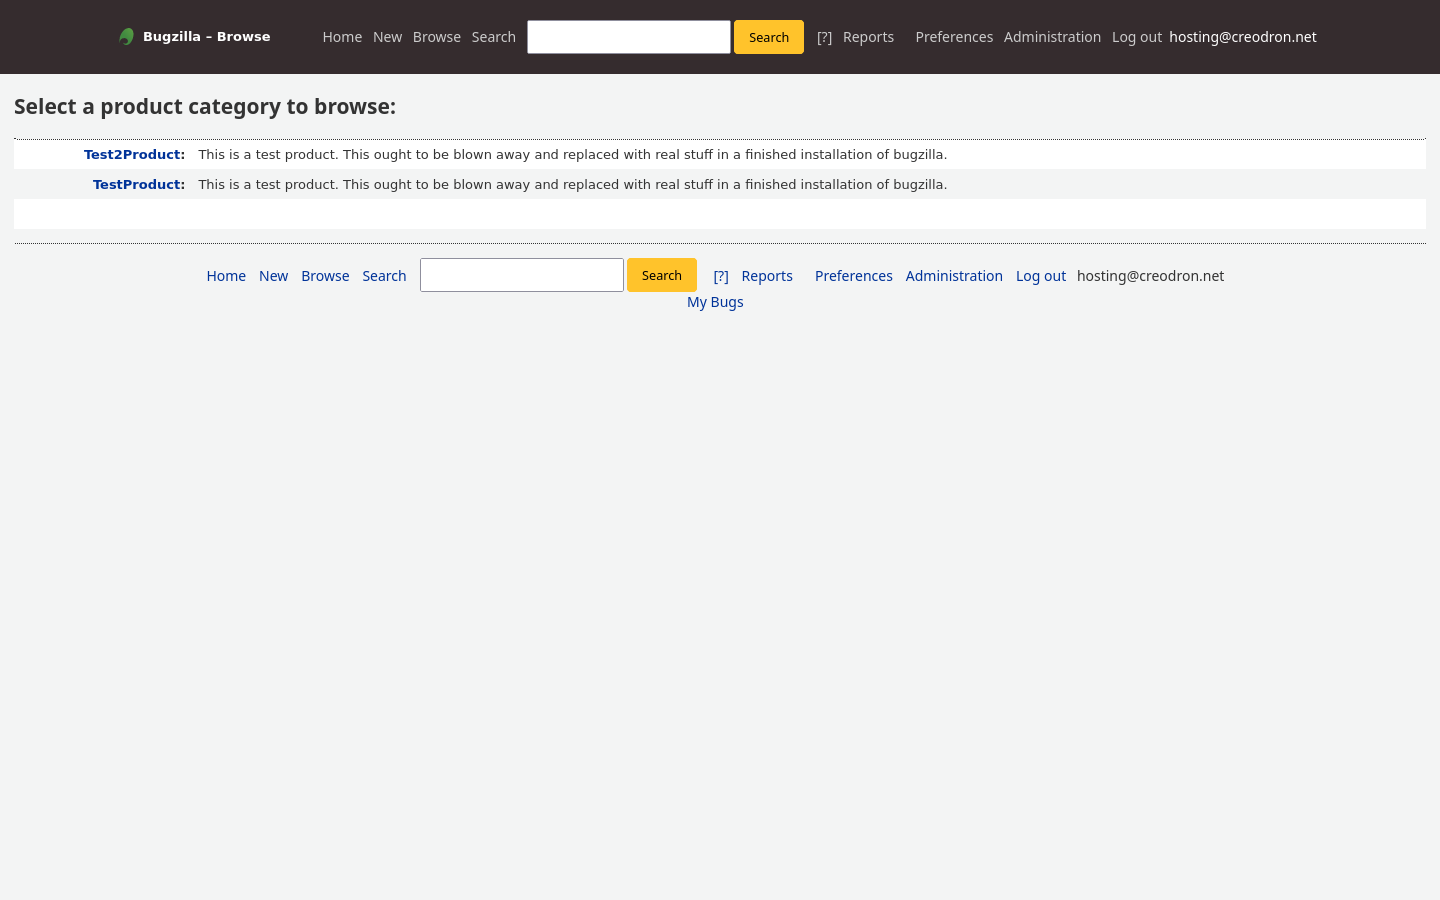 Bugzilla – Browse Home New Browse Search Search [?] Reports Preferences Administration Log out hosting@creodron.net
Select a product category to browse:
Test2Product: This is a test product. This ought to be blown away and replaced with real stuff in a finished installation of bugzilla.
TestProduct: This is a test product. This ought to be blown away and replaced with real stuff in a finished installation of bugzilla.
Home New Browse Search Search [?] Reports Preferences Administration Log out hosting@creodron.net
My Bugs